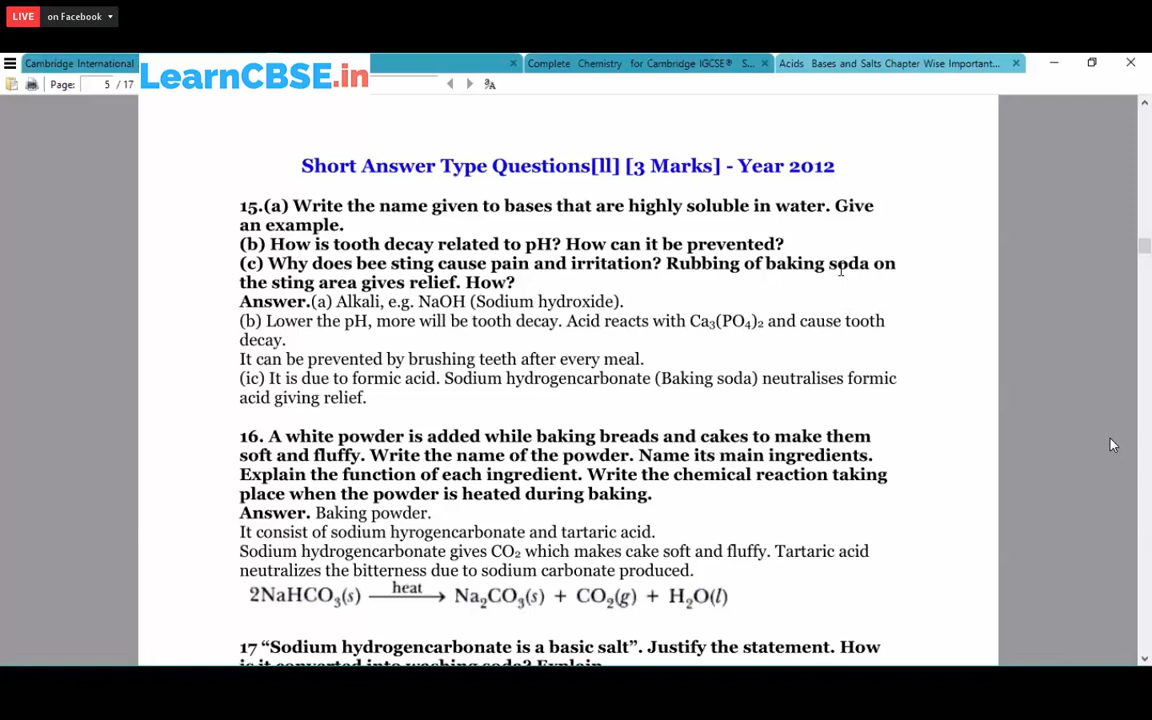 LIVE on Facebook
Cambridge International Complete Chemistry for Cambridge IGCSE® S... Acids Bases and Salts Chapter Wise Important...
Page: 5 / 17
LearnCBSE.in
Short Answer Type Questions[ll] [3 Marks] - Year 2012
15.(a) Write the name given to bases that are highly soluble in water. Give
an example.
(b) How is tooth decay related to pH? How can it be prevented?
(c) Why does bee sting cause pain and irritation? Rubbing of baking soda on
the sting area gives relief. How?
Answer.(a) Alkali, e.g. NaOH (Sodium hydroxide).
(b) Lower the pH, more will be tooth decay. Acid reacts with Ca₃(PO₄)₂ and cause tooth
decay.
It can be prevented by brushing teeth after every meal.
(ic) It is due to formic acid. Sodium hydrogencarbonate (Baking soda) neutralises formic
acid giving relief.
16. A white powder is added while baking breads and cakes to make them
soft and fluffy. Write the name of the powder. Name its main ingredients.
Explain the function of each ingredient. Write the chemical reaction taking
place when the powder is heated during baking.
Answer. Baking powder.
It consist of sodium hyrogencarbonate and tartaric acid.
Sodium hydrogencarbonate gives CO₂ which makes cake soft and fluffy. Tartaric acid
neutralizes the bitterness due to sodium carbonate produced.
2NaHCO₃(s) heat → Na₂CO₃(s) + CO₂(g) + H₂O(l)
17 “Sodium hydrogencarbonate is a basic salt”. Justify the statement. How
is it converted into washing soda? Explain